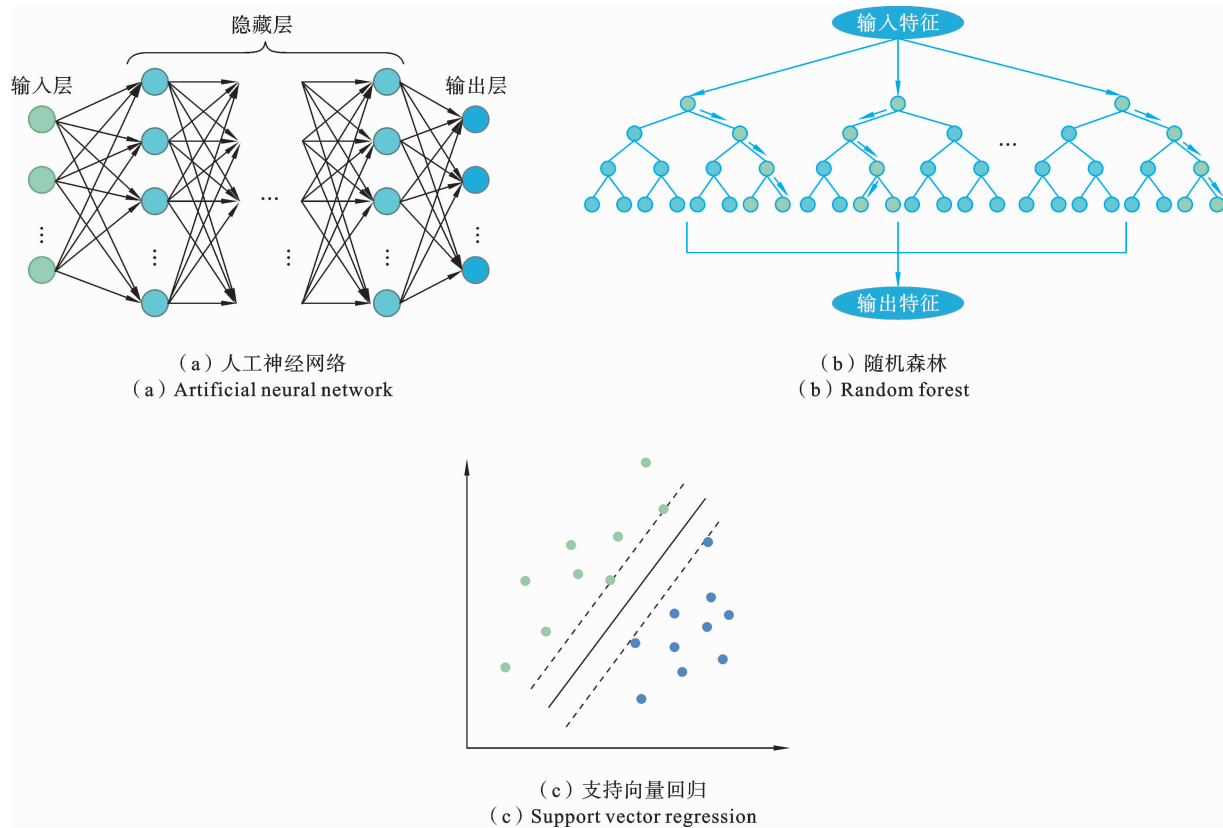 隐藏层
输入层
输出层
...
⋮
⋮
⋮
⋮
⋮
⋮
（a）人工神经网络
（a）Artificial neural network
输入特征
...
输出特征
（b）随机森林
（b）Random forest
（c）支持向量回归
（c）Support vector regression